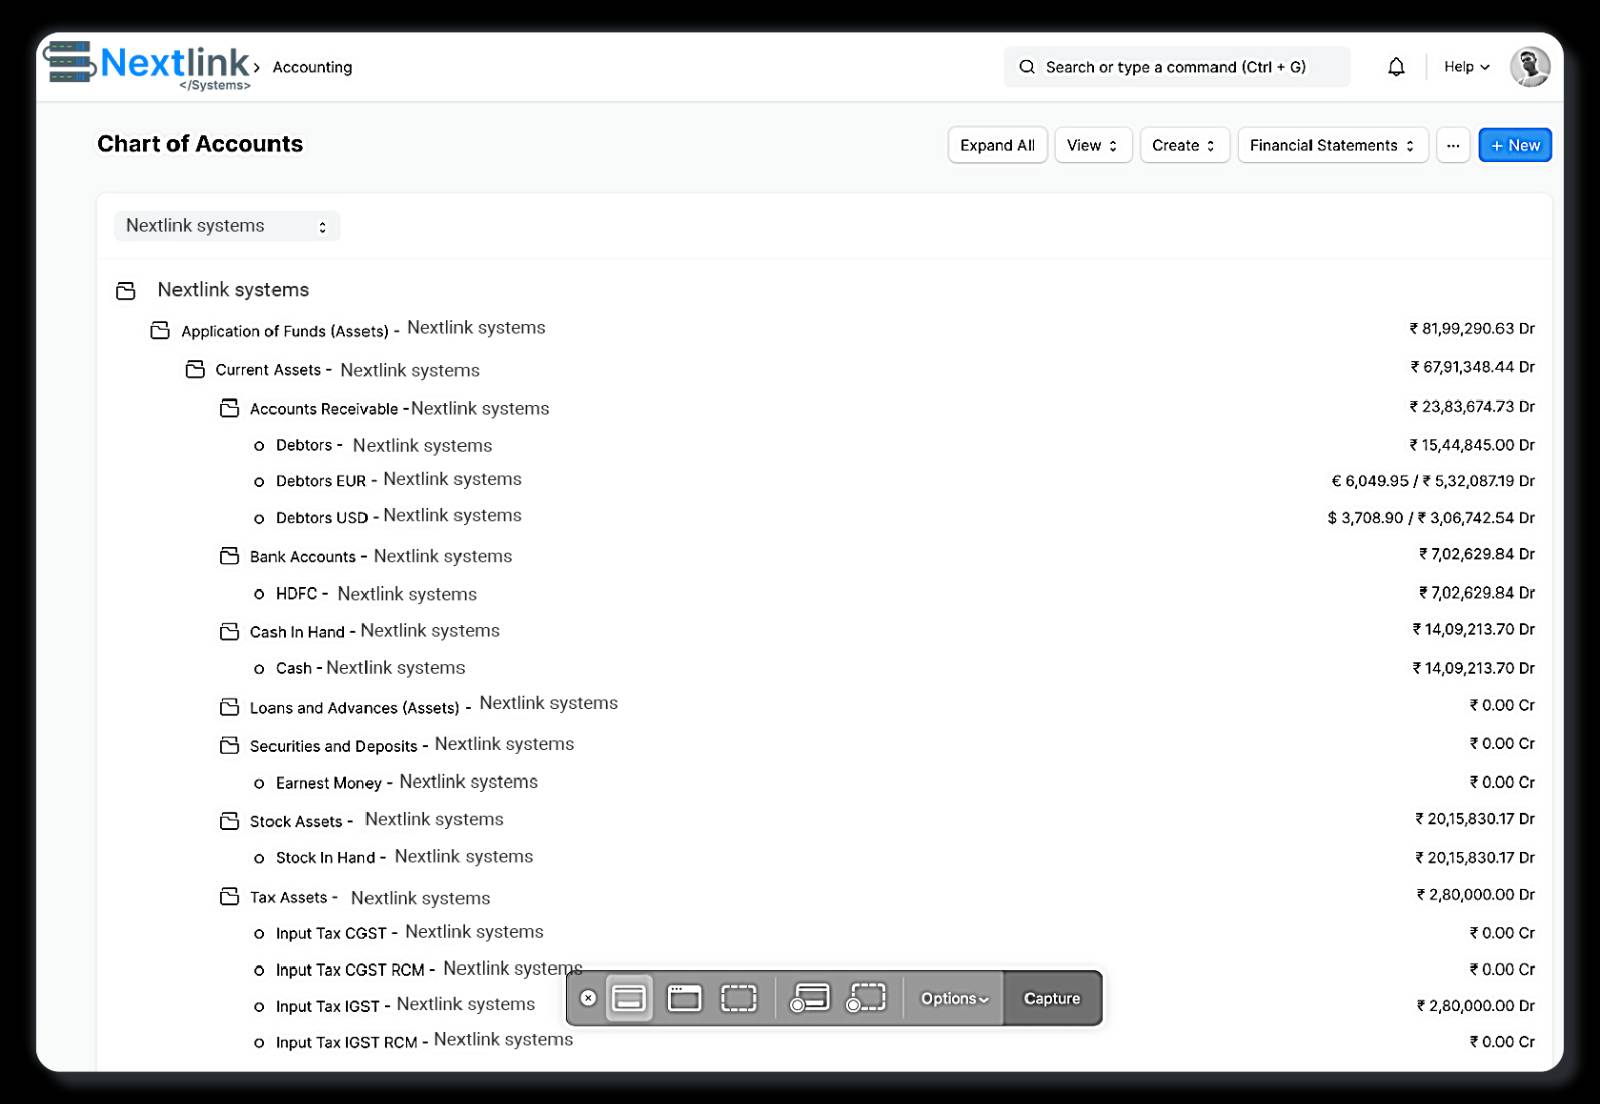 Nextlink
</Systems>
Accounting
Search or type a command (Ctrl + G)
Help
Chart of Accounts
Expand All
View
Create
Financial Statements
...
+ New
Nextlink systems
Nextlink systems
Application of Funds (Assets) - Nextlink systems ₹ 81,99,290.63 Dr
Current Assets - Nextlink systems ₹ 67,91,348.44 Dr
Accounts Receivable - Nextlink systems ₹ 23,83,674.73 Dr
Debtors - Nextlink systems ₹ 15,44,845.00 Dr
Debtors EUR - Nextlink systems € 6,049.95 / ₹ 5,32,087.19 Dr
Debtors USD - Nextlink systems $ 3,708.90 / ₹ 3,06,742.54 Dr
Bank Accounts - Nextlink systems ₹ 7,02,629.84 Dr
HDFC - Nextlink systems ₹ 7,02,629.84 Dr
Cash In Hand - Nextlink systems ₹ 14,09,213.70 Dr
Cash - Nextlink systems ₹ 14,09,213.70 Dr
Loans and Advances (Assets) - Nextlink systems ₹ 0.00 Cr
Securities and Deposits - Nextlink systems ₹ 0.00 Cr
Earnest Money - Nextlink systems ₹ 0.00 Cr
Stock Assets - Nextlink systems ₹ 20,15,830.17 Dr
Stock In Hand - Nextlink systems ₹ 20,15,830.17 Dr
Tax Assets - Nextlink systems ₹ 2,80,000.00 Dr
Input Tax CGST - Nextlink systems ₹ 0.00 Cr
Input Tax CGST RCM - Nextlink systems ₹ 0.00 Cr
Input Tax IGST - Nextlink systems ₹ 2,80,000.00 Dr
Input Tax IGST RCM - Nextlink systems ₹ 0.00 Cr
Options
Capture